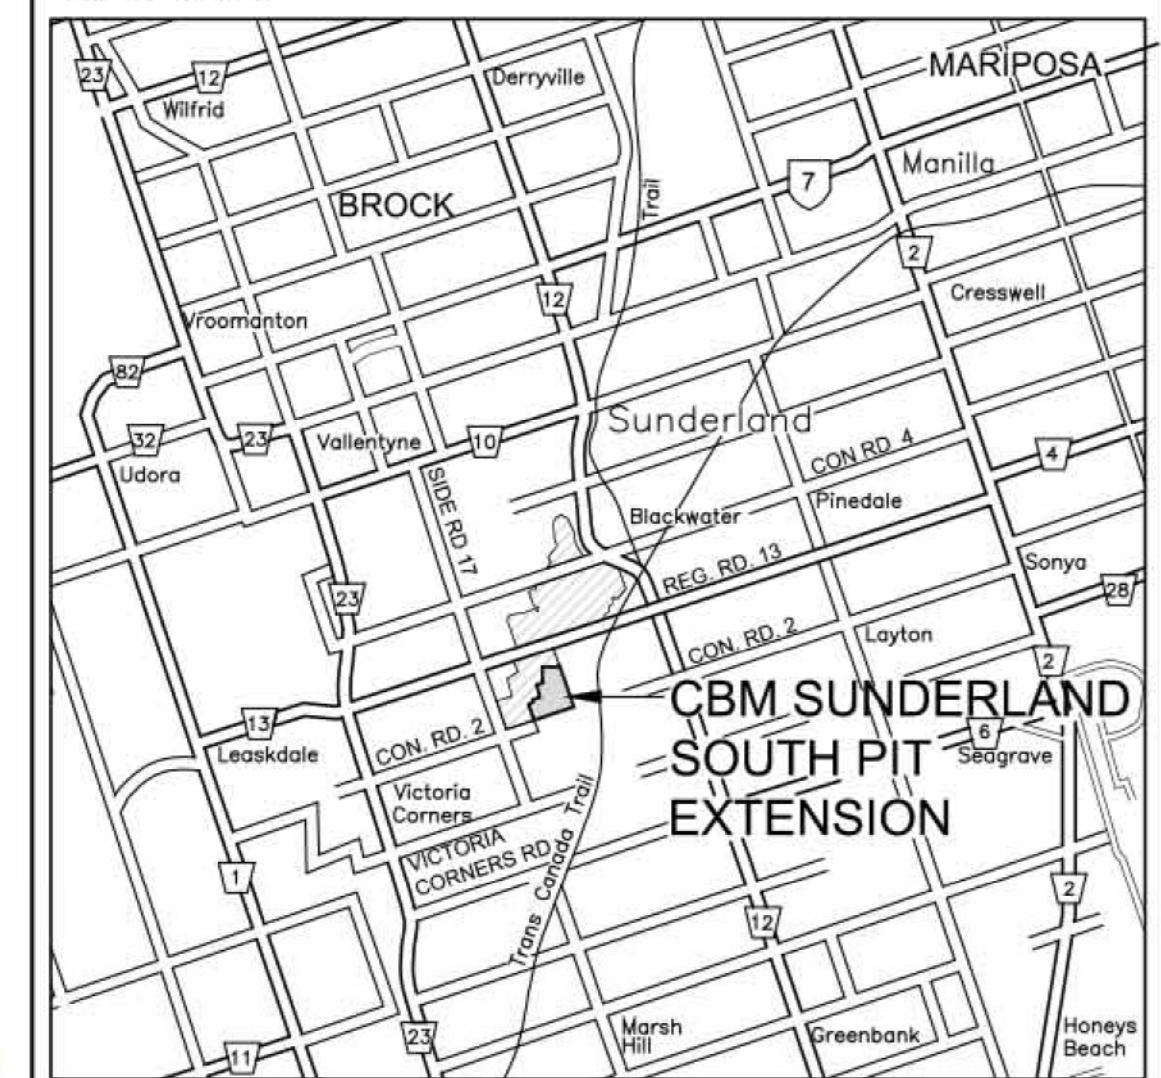 MARIPOSA
23
12
Derryville
Wilfrid
Manilla
7
Trail
BROCK
2
Cresswell
12
Vroomanton
82
Sunderland
32
23
Vallentyne
10
CON RD. 4
4
Udora
SIDE RD 17
Pinedale
Blackwater
REG. RD. 13
Sonya
28
23
CON. RD. 2
Layton
2
CBM SUNDERLAND
SOUTH PIT
EXTENSION
13
Leaskdale
CON. RD. 2
6
Seagrave
Victoria
Corners
VICTORIA
CORNERS RD
Trans Canada Trail
1
2
12
23
Marsh
Hill
Greenbank
Honeys
Beach
11